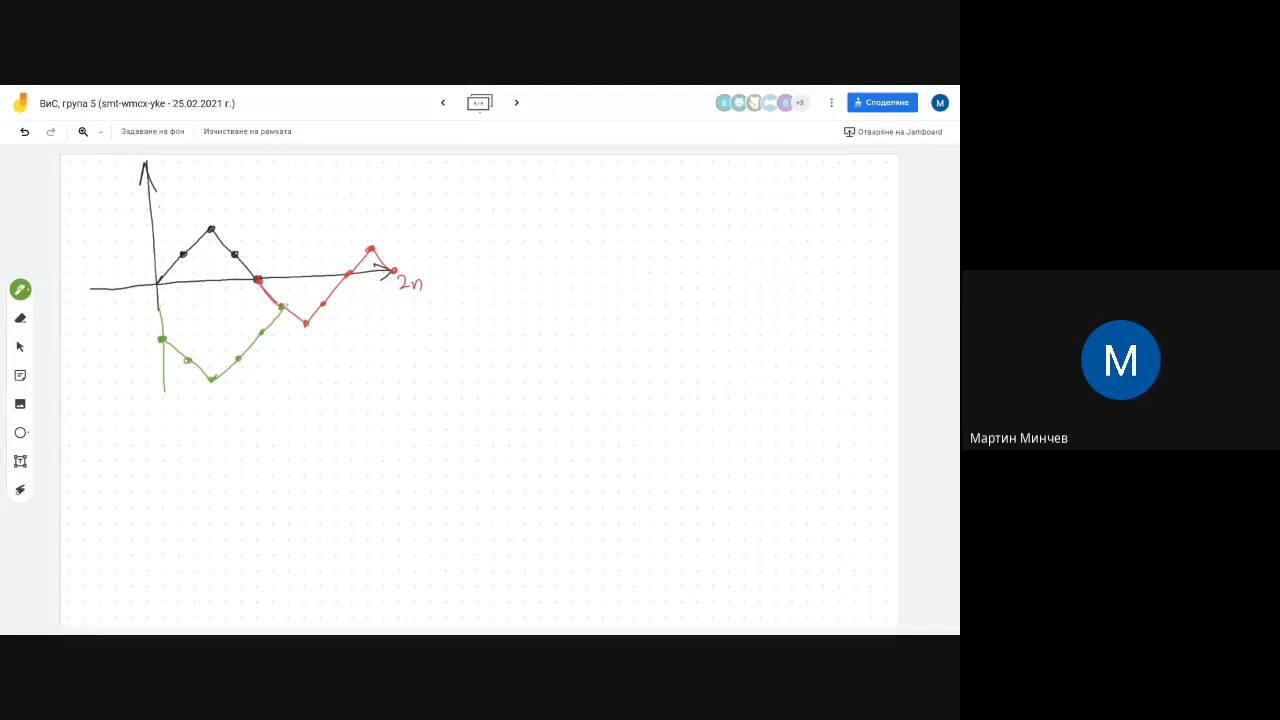 ВиС, група 5 (smt-wmcx-yke - 25.02.2021 г.)
B
B
+3
Споделяне
M
Задаване на фон
Изчистване на рамката
Отваряне на Jamboard
2n
M
Мартин Минчев